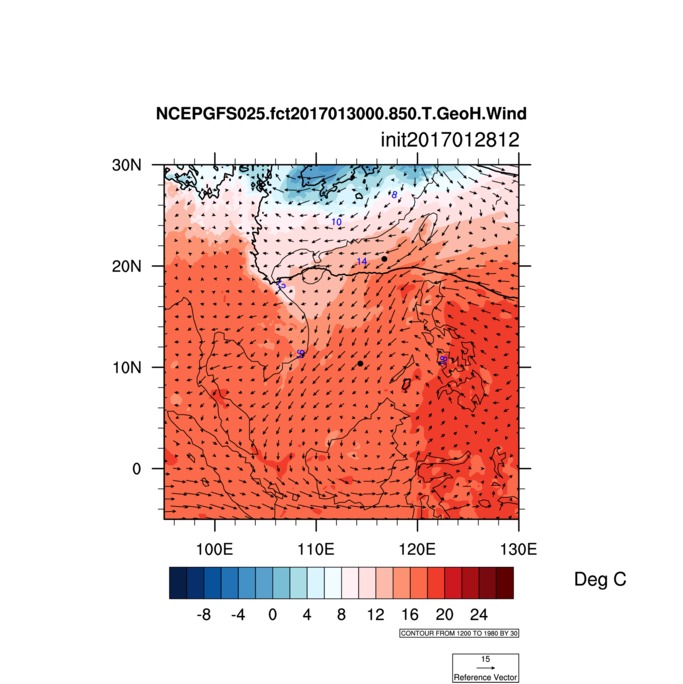 NCEPGFS025.fct2017013000.850.T.GeoH.Wind
init2017012812
30N
20N
10N
0
8
10
14
12
16
18
100E
110E
120E
130E
-8 -4 0 4 8 12 16 20 24
Deg C
CONTOUR FROM 1200 TO 1980 BY 30
15
Reference Vector